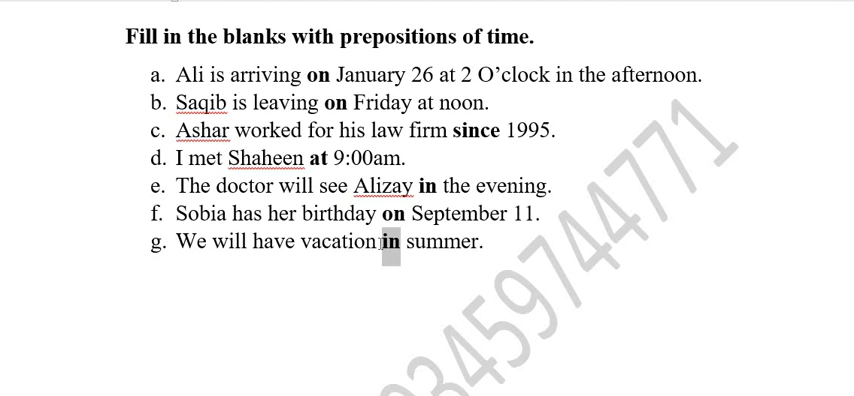 Fill in the blanks with prepositions of time.
a. Ali is arriving on January 26 at 2 O’clock in the afternoon.
b. Saqib is leaving on Friday at noon.
c. Ashar worked for his law firm since 1995.
d. I met Shaheen at 9:00am.
e. The doctor will see Alizay in the evening.
f. Sobia has her birthday on September 11.
g. We will have vacation in summer.
3459744771